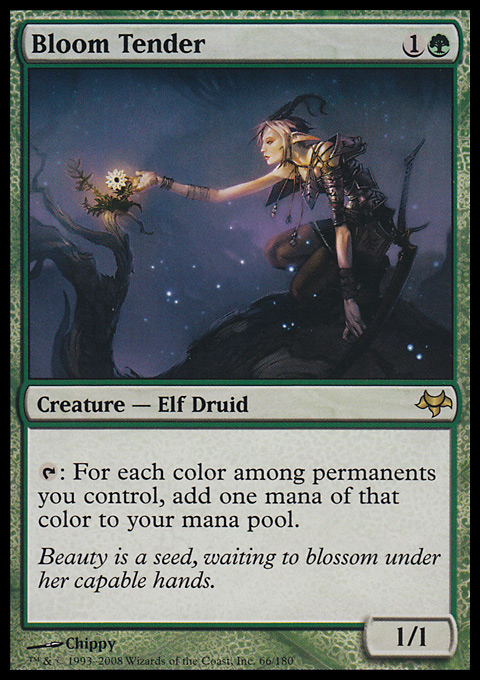 Bloom Tender 1
Creature — Elf Druid
: For each color among permanents
you control, add one mana of that
color to your mana pool.
Beauty is a seed, waiting to blossom under
her capable hands.
1/1
Chippy
™ & © 1993–2008 Wizards of the Coast, Inc. 66/180